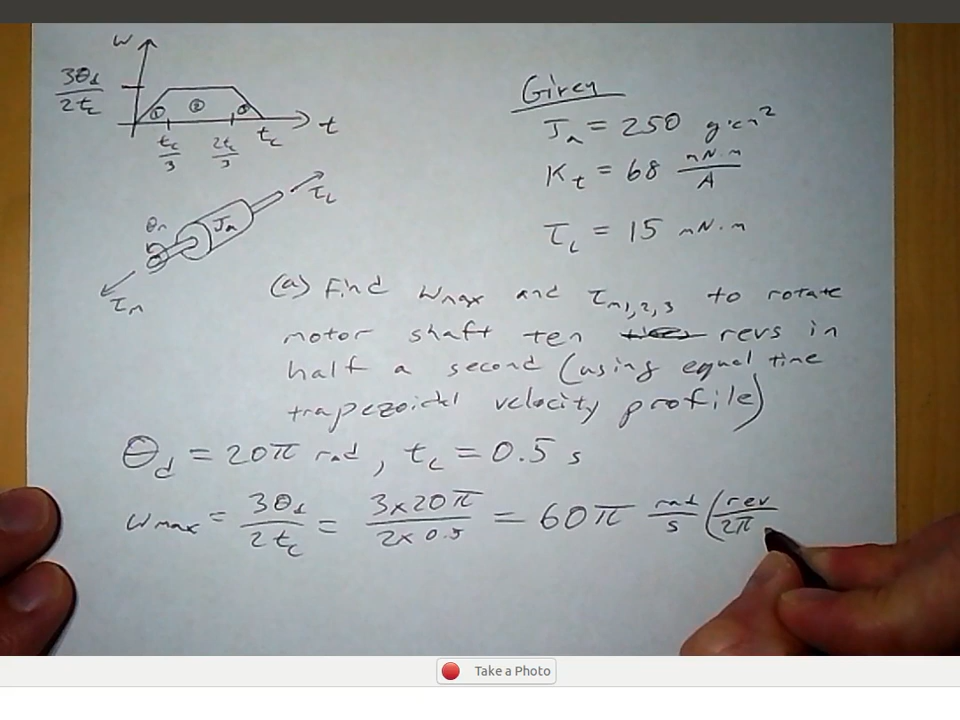 ω
3θd
2tc
① ② ③
t
tc/3 2tc/3 tc
θm Jm τL
τm
Given
Jm = 250 g·cm²
Kt = 68 mN·m/A
τL = 15 mN·m
(a) Find ωmax and τm1,2,3 to rotate
motor shaft ten revs in
half a second (using equal time
trapezoidal velocity profile)
θd = 20π rad, tc = 0.5 s
ωmax = 3θd/2tc = 3×20π/2×0.5 = 60π rad/s (rev/2π
Take a Photo